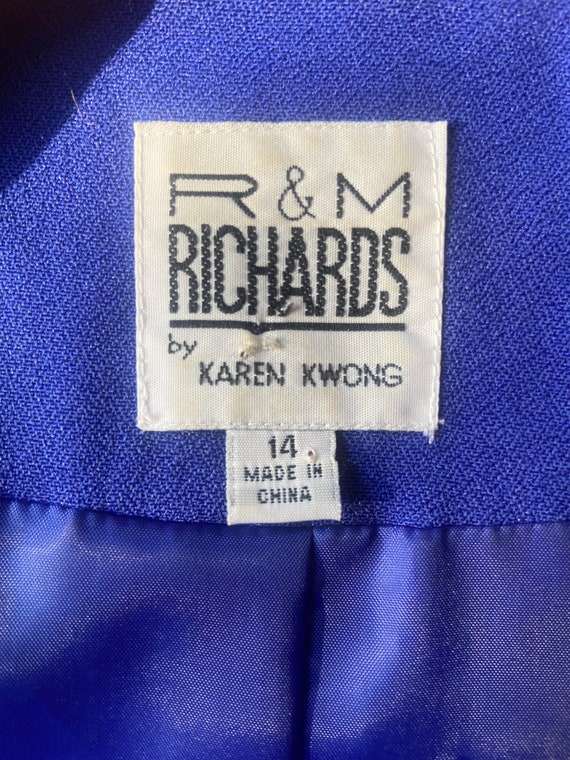 R & M
RICHARDS
by
KAREN KWONG
14
MADE IN
CHINA